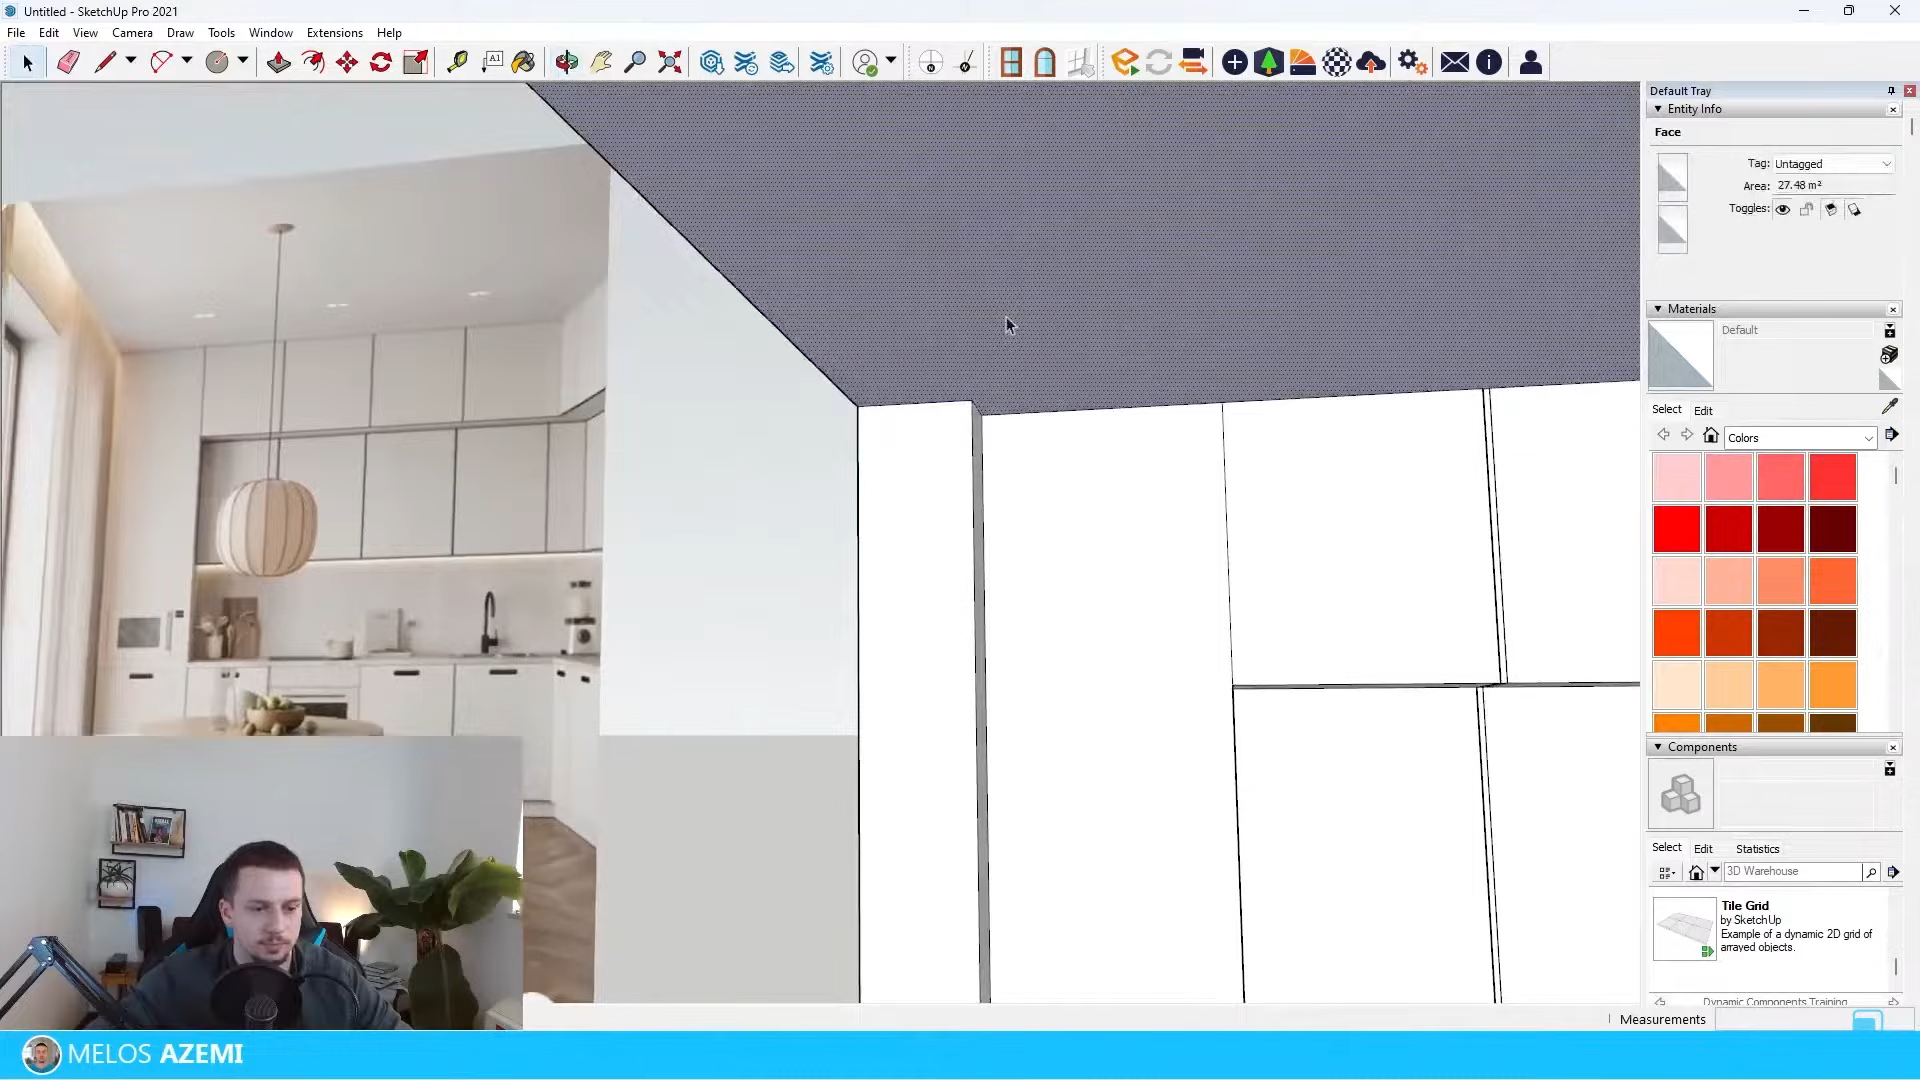 Untitled - SketchUp Pro 2021
File Edit View Camera Draw Tools Window Extensions Help
A1
Default Tray
Entity Info
Face
Tag: Untagged
Area: 27.48 m²
Toggles:
Materials
Default
Select Edit
Colors
Components
Select Edit Statistics
3D Warehouse
Tile Grid
by SketchUp
Example of a dynamic 2D grid of
arrayed objects.
Dynamic Components Training
Measurements
MELOS AZEMI